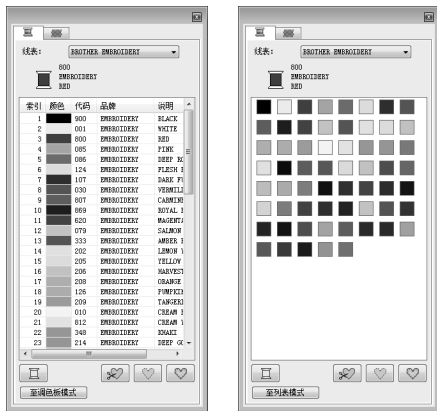 线表:
BROTHER EMBROIDERY
800
EMBROIDERY
RED
索引 颜色 代码 品牌 说明
1 900 EMBROIDERY BLACK
2 001 EMBROIDERY WHITE
3 800 EMBROIDERY RED
4 085 EMBROIDERY PINK
5 086 EMBROIDERY DEEP RO
6 124 EMBROIDERY FLESH P
7 107 EMBROIDERY DARK FU
8 030 EMBROIDERY VERMILI
9 807 EMBROIDERY CARMINE
10 869 EMBROIDERY ROYAL P
11 620 EMBROIDERY MAGENTA
12 079 EMBROIDERY SALMON
13 333 EMBROIDERY AMBER R
14 202 EMBROIDERY LEMON Y
15 205 EMBROIDERY YELLOW
16 206 EMBROIDERY HARVEST
17 208 EMBROIDERY ORANGE
18 126 EMBROIDERY PUMPKIN
19 209 EMBROIDERY TANGERI
20 010 EMBROIDERY CREAM B
21 812 EMBROIDERY CREAM Y
22 348 EMBROIDERY KHAKI
23 214 EMBROIDERY DEEP GO
至调色板模式
线表:
BROTHER EMBROIDERY
800
EMBROIDERY
RED
至列表模式